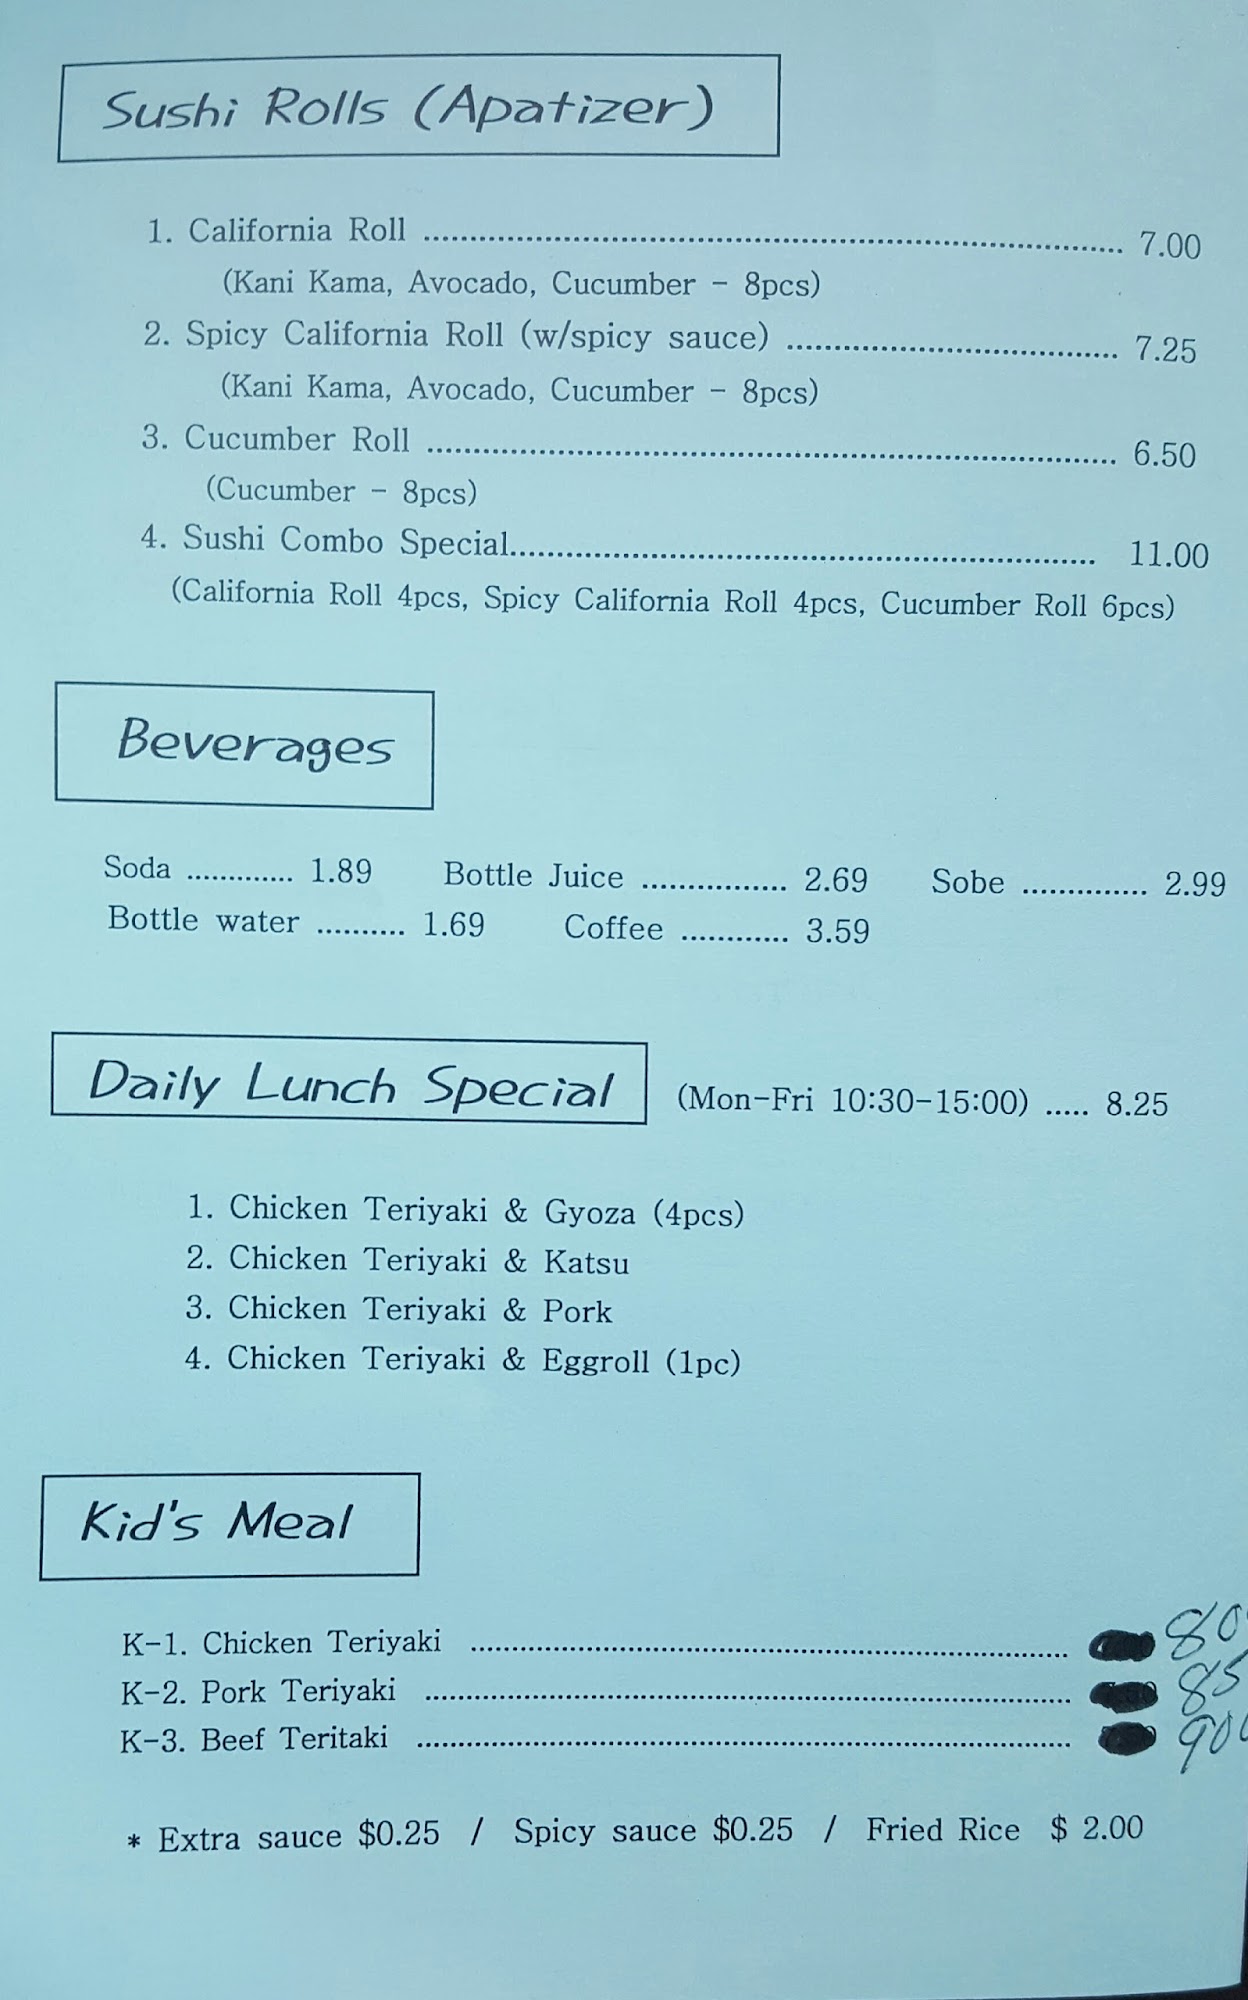 Sushi Rolls (Apatizer)
1. California Roll ........................ 7.00
(Kani Kama, Avocado, Cucumber - 8pcs)
2. Spicy California Roll (w/spicy sauce) ........................ 7.25
(Kani Kama, Avocado, Cucumber - 8pcs)
3. Cucumber Roll ........................ 6.50
(Cucumber - 8pcs)
4. Sushi Combo Special........................ 11.00
(California Roll 4pcs, Spicy California Roll 4pcs, Cucumber Roll 6pcs)
Beverages
Soda ............ 1.89 Bottle Juice ................ 2.69 Sobe .............. 2.99
Bottle water .......... 1.69 Coffee ............ 3.59
Daily Lunch Special (Mon-Fri 10:30-15:00) ..... 8.25
1. Chicken Teriyaki & Gyoza (4pcs)
2. Chicken Teriyaki & Katsu
3. Chicken Teriyaki & Pork
4. Chicken Teriyaki & Eggroll (1pc)
Kid's Meal
K-1. Chicken Teriyaki ........................
K-2. Pork Teriyaki ........................
K-3. Beef Teritaki ........................
* Extra sauce $0.25 / Spicy sauce $0.25 / Fried Rice $ 2.00